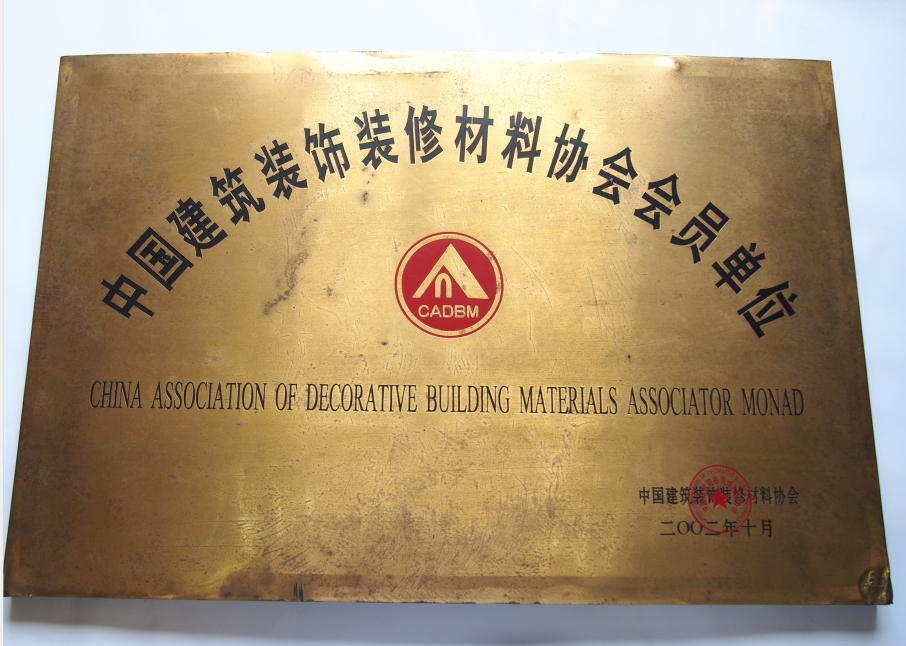 中国建筑装饰装修材料协会会员单位
CADBM
CHINA ASSOCIATION OF DECORATIVE BUILDING MATERIALS ASSOCIATOR MONAD
中国建筑装饰装修材料协会
二〇〇二年十月